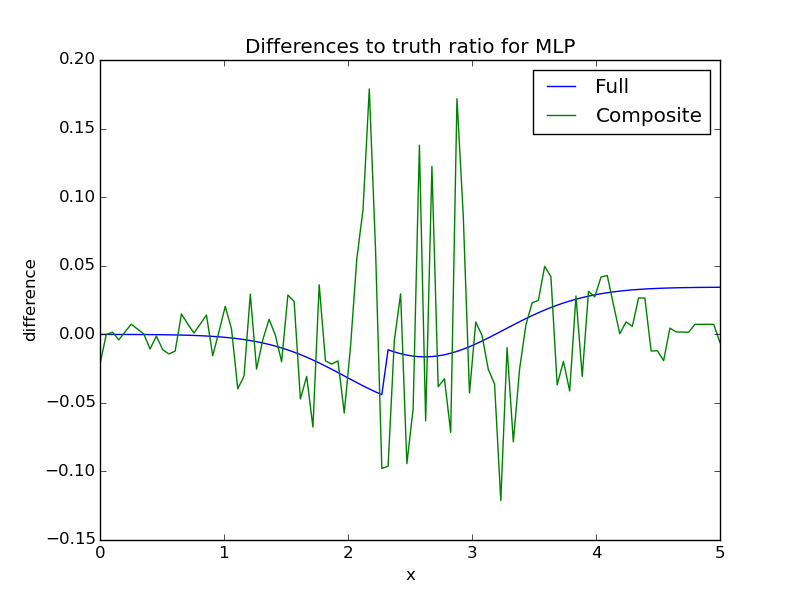 Differences to truth ratio for MLP
Full
Composite
0.20
0.15
0.10
0.05
0.00
−0.05
−0.10
−0.15
difference
0 1 2 3 4 5
x